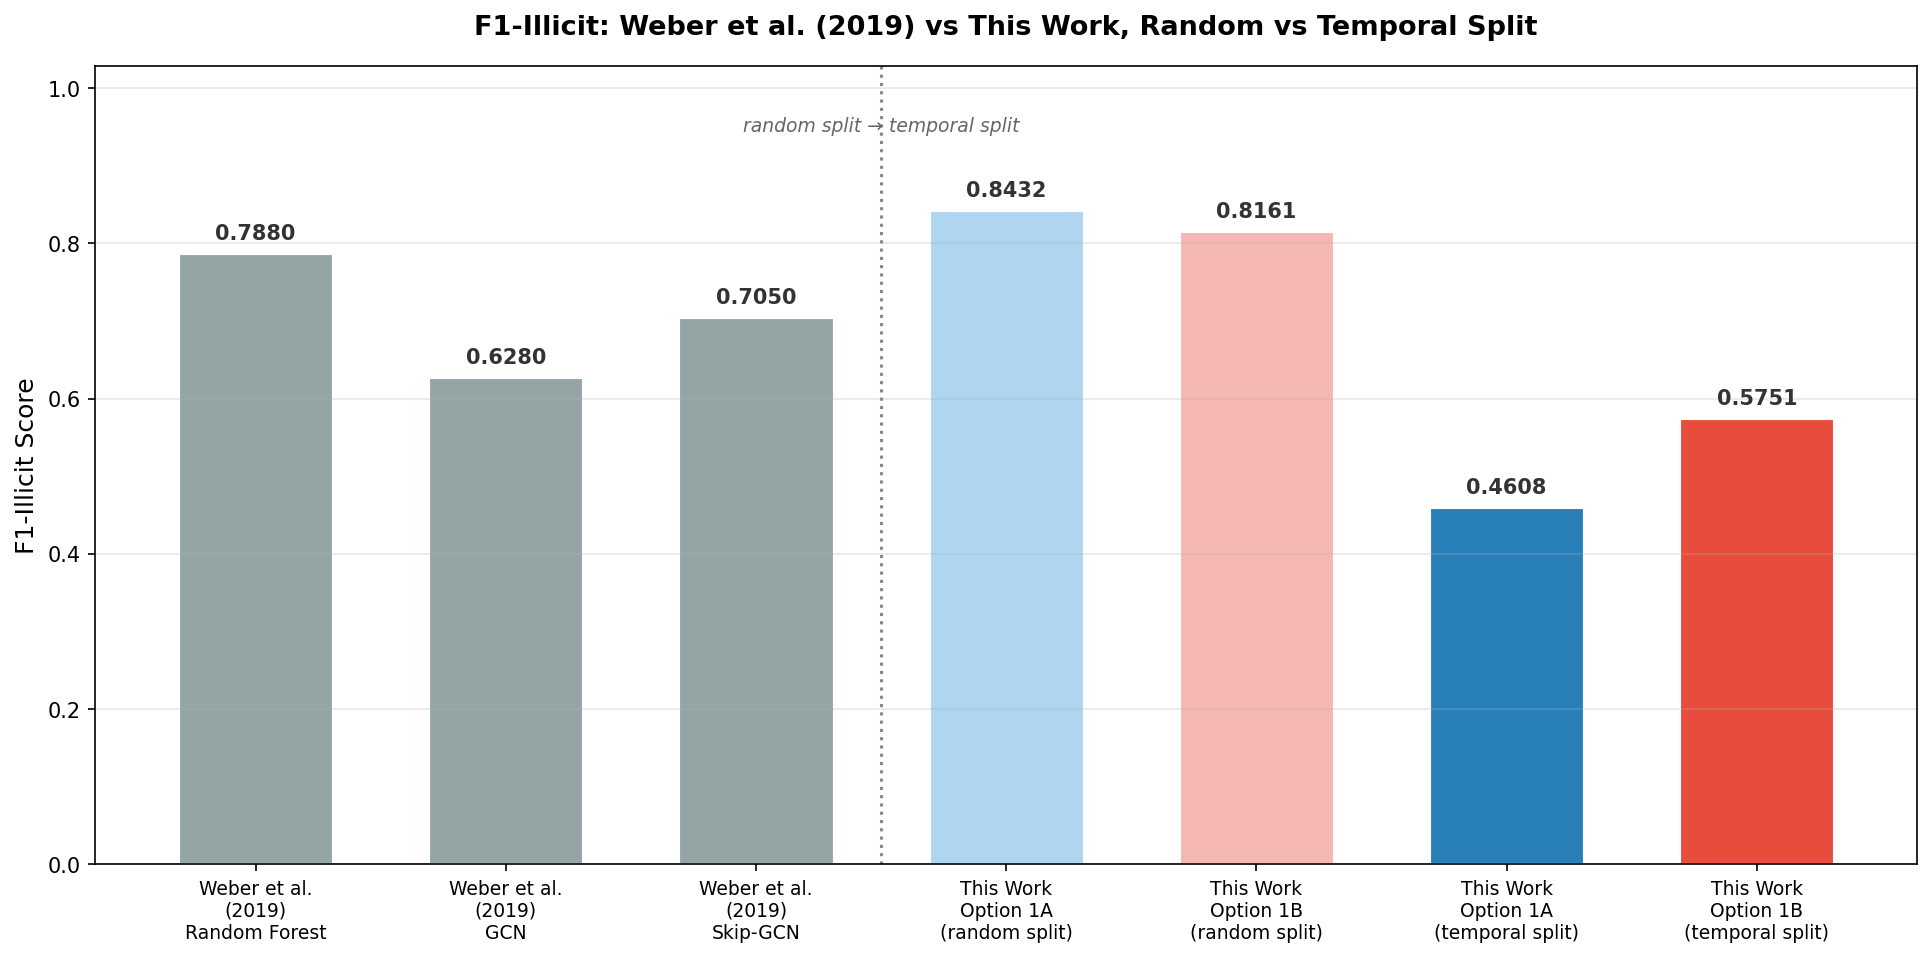 F1-Illicit: Weber et al. (2019) vs This Work, Random vs Temporal Split
F1-Illicit Score
1.0
0.8
0.6
0.4
0.2
0.0
random split → temporal split
0.7880
0.6280
0.7050
0.8432
0.8161
0.4608
0.5751
Weber et al.
(2019)
Random Forest
Weber et al.
(2019)
GCN
Weber et al.
(2019)
Skip-GCN
This Work
Option 1A
(random split)
This Work
Option 1B
(random split)
This Work
Option 1A
(temporal split)
This Work
Option 1B
(temporal split)